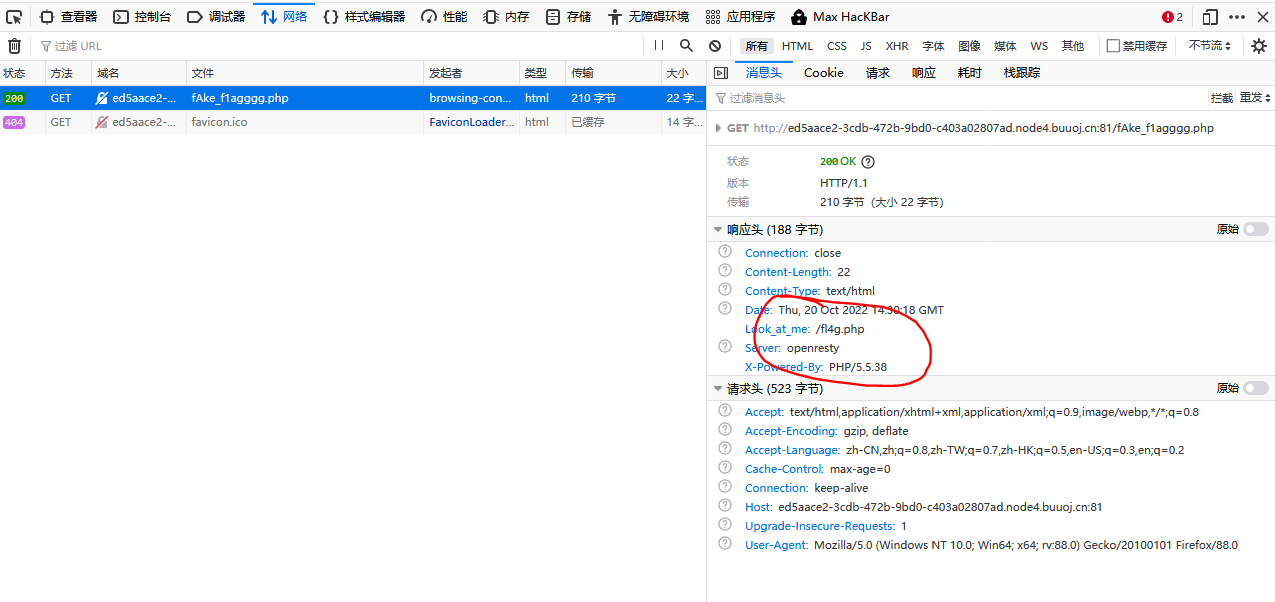 查看器 控制台 调试器 网络 {} 样式编辑器 性能 内存 存储 无障碍环境 应用程序 Max HacKBar 2
过滤 URL 所有 HTML CSS JS XHR 字体 图像 媒体 WS 其他 禁用缓存 不节流
状态 方法 域名 文件 发起者 类型 传输 大小
200 GET ed5aace2-... fAke_f1agggg.php browsing-con... html 210 字节 22 字...
404 GET ed5aace2-... favicon.ico FaviconLoader... html 已缓存 14 字...
消息头 Cookie 请求 响应 耗时 栈跟踪
过滤消息头 拦截 重发
GET http://ed5aace2-3cdb-472b-9bd0-c403a02807ad.node4.buuoj.cn:81/fAke_f1agggg.php
状态 200 OK
版本 HTTP/1.1
传输 210 字节 (大小 22 字节)
响应头 (188 字节) 原始
Connection: close
Content-Length: 22
Content-Type: text/html
Date: Thu, 20 Oct 2022 14:30:18 GMT
Look_at_me: /fl4g.php
Server: openresty
X-Powered-By: PHP/5.5.38
请求头 (523 字节) 原始
Accept: text/html,application/xhtml+xml,application/xml;q=0.9,image/webp,*/*;q=0.8
Accept-Encoding: gzip, deflate
Accept-Language: zh-CN,zh;q=0.8,zh-TW;q=0.7,zh-HK;q=0.5,en-US;q=0.3,en;q=0.2
Cache-Control: max-age=0
Connection: keep-alive
Host: ed5aace2-3cdb-472b-9bd0-c403a02807ad.node4.buuoj.cn:81
Upgrade-Insecure-Requests: 1
User-Agent: Mozilla/5.0 (Windows NT 10.0; Win64; x64; rv:88.0) Gecko/20100101 Firefox/88.0